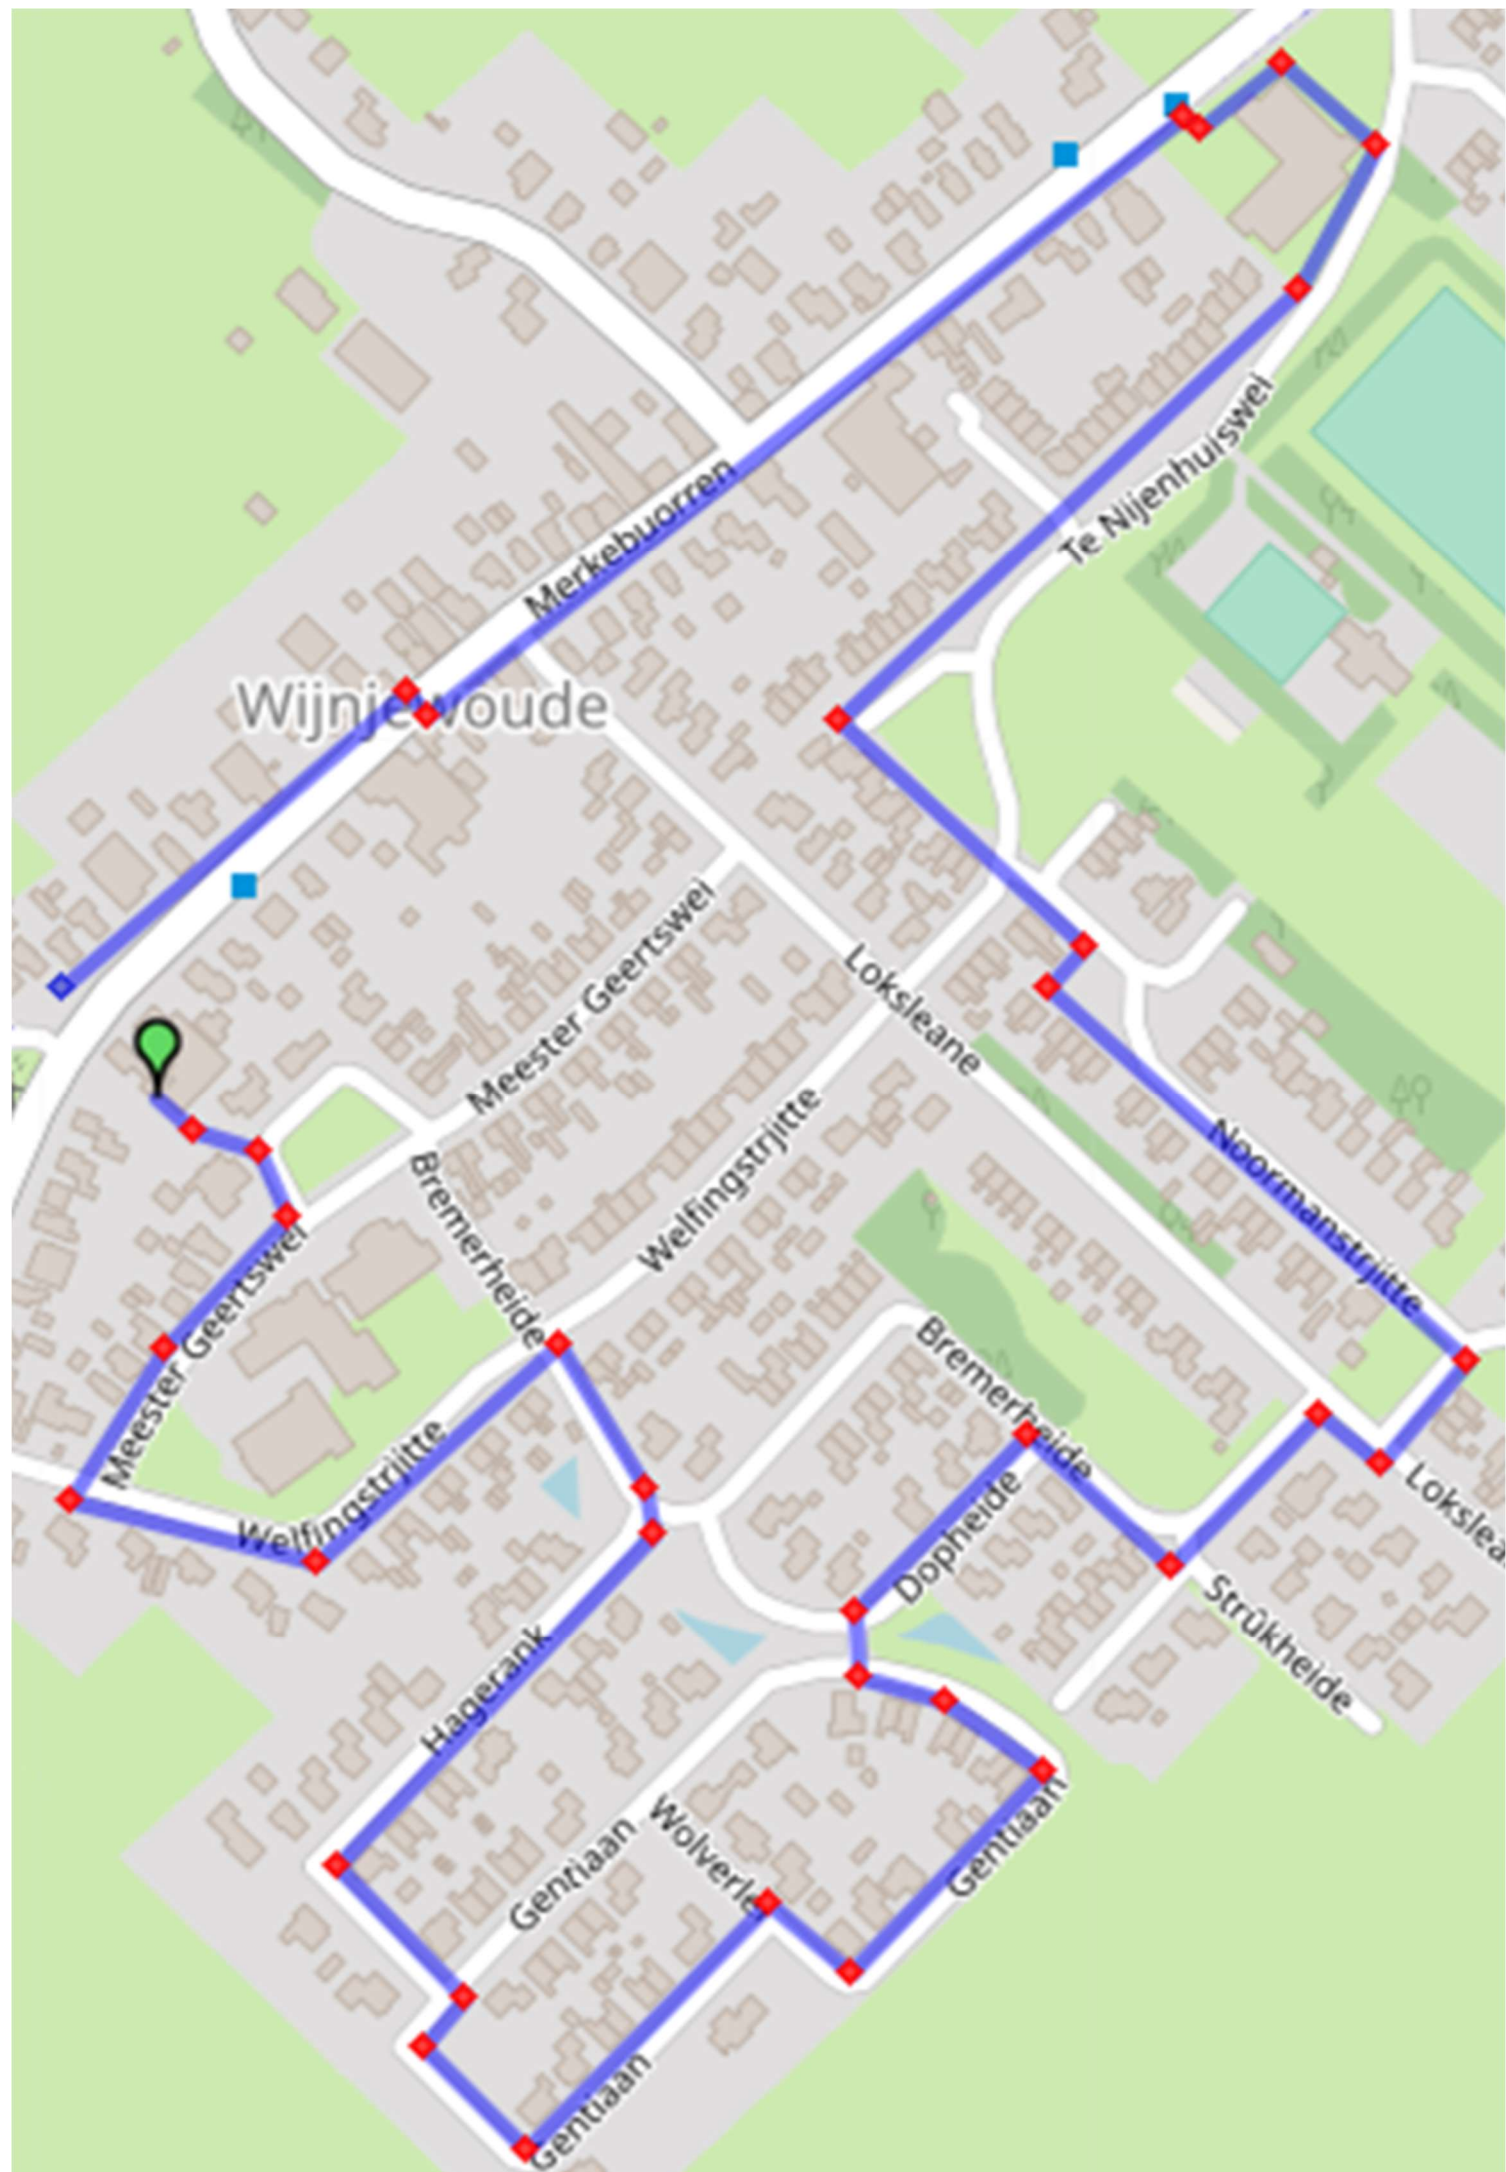 Te Nijenhuiswei
Merkebuorren
Wijnjewoude
Meester Geertswei
Loksleane
Welfingstrjitte
Noormanstrjitte
Bremerheide
Meester Geertswei
Bremerheide
Welfingstrjitte
Dopheide
Loksle
Strûkheide
Hagerank
Gentiaan
Wolverle
Gentiaan
Gentiaan